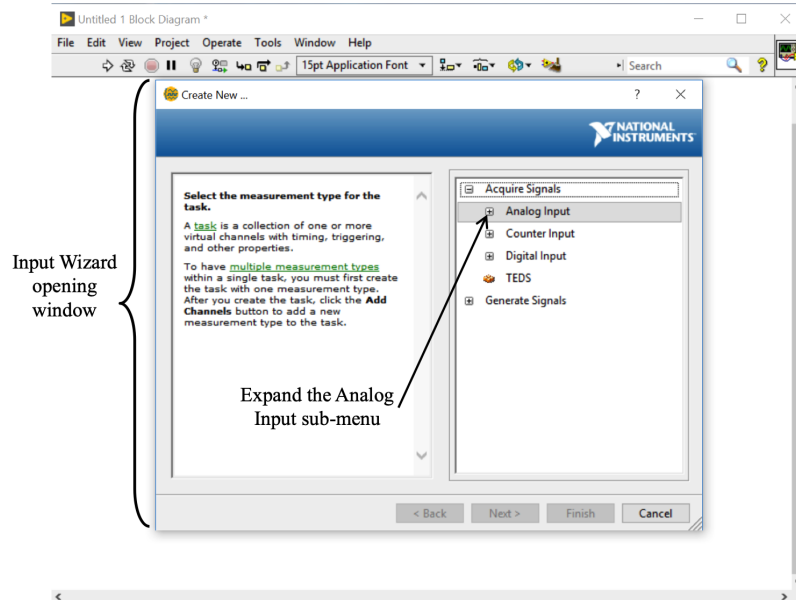 Untitled 1 Block Diagram *
File Edit View Project Operate Tools Window Help
15pt Application Font
Search
Create New ...
?
NATIONAL
INSTRUMENTS
Select the measurement type for the
task.
A task is a collection of one or more
virtual channels with timing, triggering,
and other properties.
To have multiple measurement types
within a single task, you must first create
the task with one measurement type.
After you create the task, click the Add
Channels button to add a new
measurement type to the task.
Acquire Signals
Analog Input
Counter Input
Digital Input
TEDS
Generate Signals
Input Wizard
opening
window
Expand the Analog
Input sub-menu
< Back Next > Finish Cancel